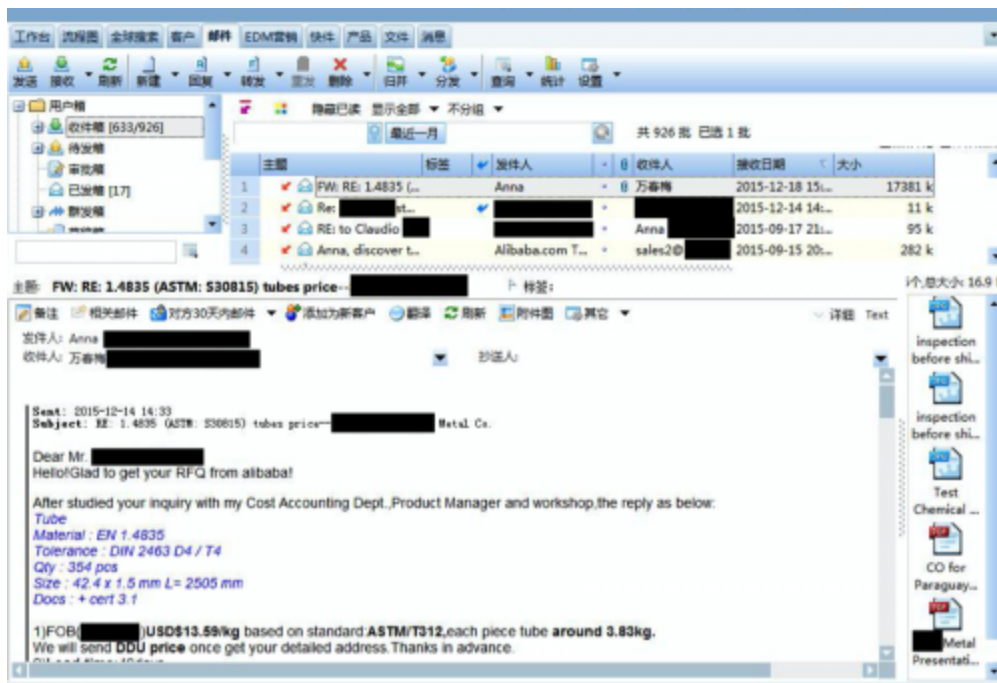 工作台 流程图 全球搜索 客户 邮件 EDM营销 快件 产品 文件 消息
发送 接收 刷新 新建 回复 转发 重发 删除 归并 分发 查询 统计 设置
用户箱
收件箱 [633/926]
待发箱
审批箱
已发箱 [17]
群发箱
隐藏已读 显示全部 不分组
最近一月 共 926 批 已选 1 批
主题 标签 发件人 收件人 接收日期 大小
1 FW: RE: 1.4835 (... Anna 万春梅 2015-12-18 15:... 17381 k
2 Re: st... 2015-12-14 14:... 11 k
3 RE: to Claudio Anna 2015-09-17 21:... 95 k
4 Anna, discover t... Alibaba.com T... sales2@ 2015-09-15 20:... 282 k
主题: FW: RE: 1.4835 (ASTM: S30815) tubes price-- 标签:
个,总大小: 16.9
备注 相关邮件 对方30天内邮件 添加为新客户 翻译 刷新 附件图 其它 详细 Text
发件人: Anna
收件人: 万春梅 抄送人:
Sent: 2015-12-14 14:33
Subject: RE: 1.4835 (ASTM: S30815) tubes price-- Metal Co.
Dear Mr.
Hello!Glad to get your RFQ from alibaba!
After studied your inquiry with my Cost Accounting Dept.,Product Manager and workshop,the reply as below:
Tube
Material : EN 1.4835
Tolerance : DIN 2463 D4 / T4
Qty : 354 pcs
Size : 42.4 x 1.5 mm L= 2505 mm
Docs : + cert 3.1
1)FOB( )USD$13.59/kg based on standard:ASTM/T312,each piece tube around 3.83kg.
We will send DDU price once get your detailed address.Thanks in advance.
inspection
before shi...
inspection
before shi...
Test
Chemical ...
CO for
Paraguay...
Metal
Presentati...